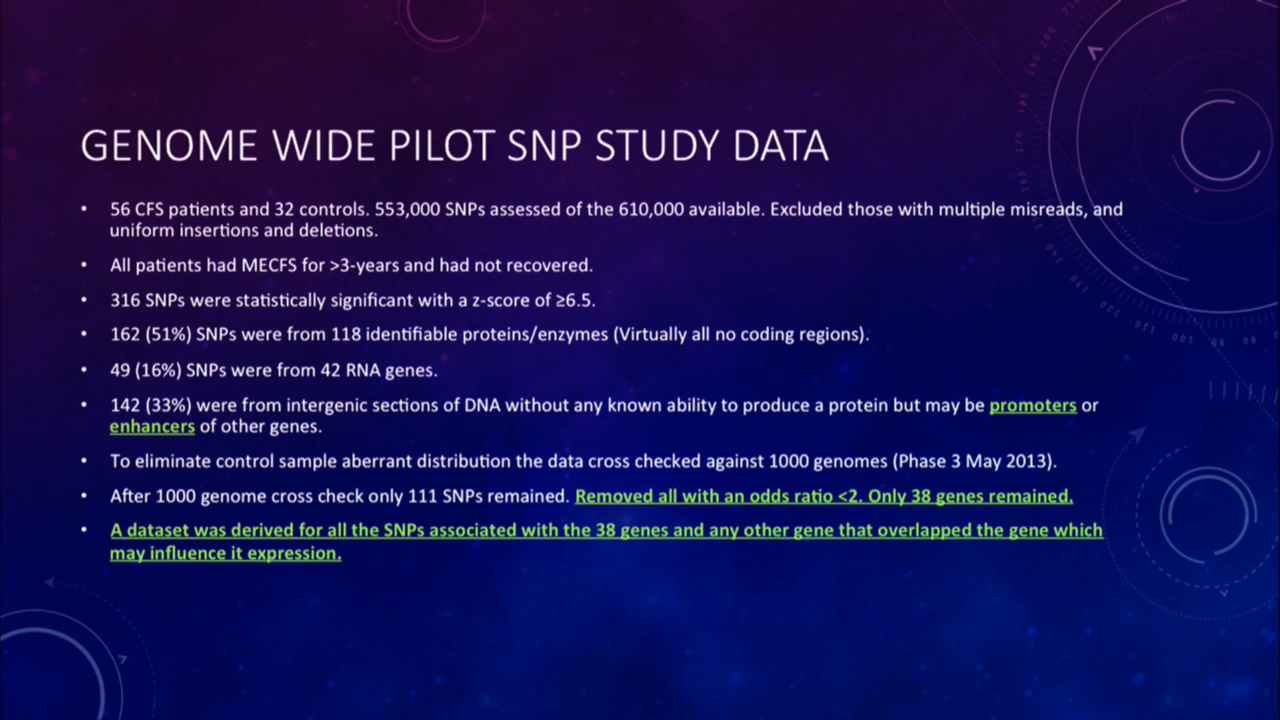 GENOME WIDE PILOT SNP STUDY DATA
• 56 CFS patients and 32 controls. 553,000 SNPs assessed of the 610,000 available. Excluded those with multiple misreads, and
uniform insertions and deletions.
• All patients had MECFS for >3-years and had not recovered.
• 316 SNPs were statistically significant with a z-score of ≥6.5.
• 162 (51%) SNPs were from 118 identifiable proteins/enzymes (Virtually all no coding regions).
• 49 (16%) SNPs were from 42 RNA genes.
• 142 (33%) were from intergenic sections of DNA without any known ability to produce a protein but may be promoters or
enhancers of other genes.
• To eliminate control sample aberrant distribution the data cross checked against 1000 genomes (Phase 3 May 2013).
• After 1000 genome cross check only 111 SNPs remained. Removed all with an odds ratio <2. Only 38 genes remained.
• A dataset was derived for all the SNPs associated with the 38 genes and any other gene that overlapped the gene which
may influence it expression.